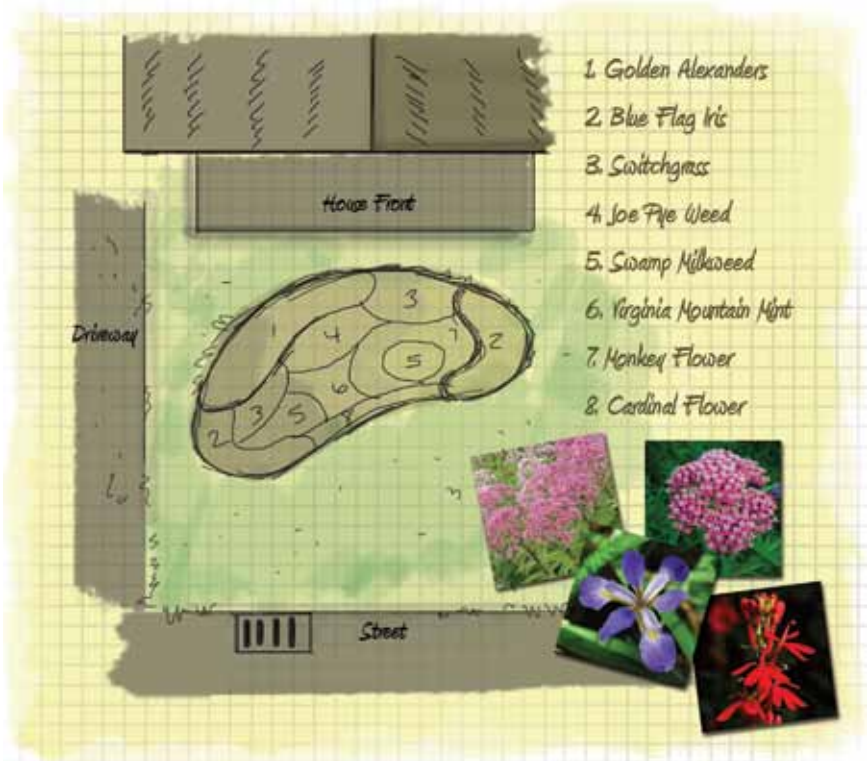 1. Golden Alexanders
2. Blue Flag Iris
3. Switchgrass
4. Joe Pye Weed
5. Swamp Milkweed
6. Virginia Mountain Mint
7. Monkey Flower
8. Cardinal Flower
House Front
Driveway
3
1
4
7
2
5
6
3
5
8
2
Street